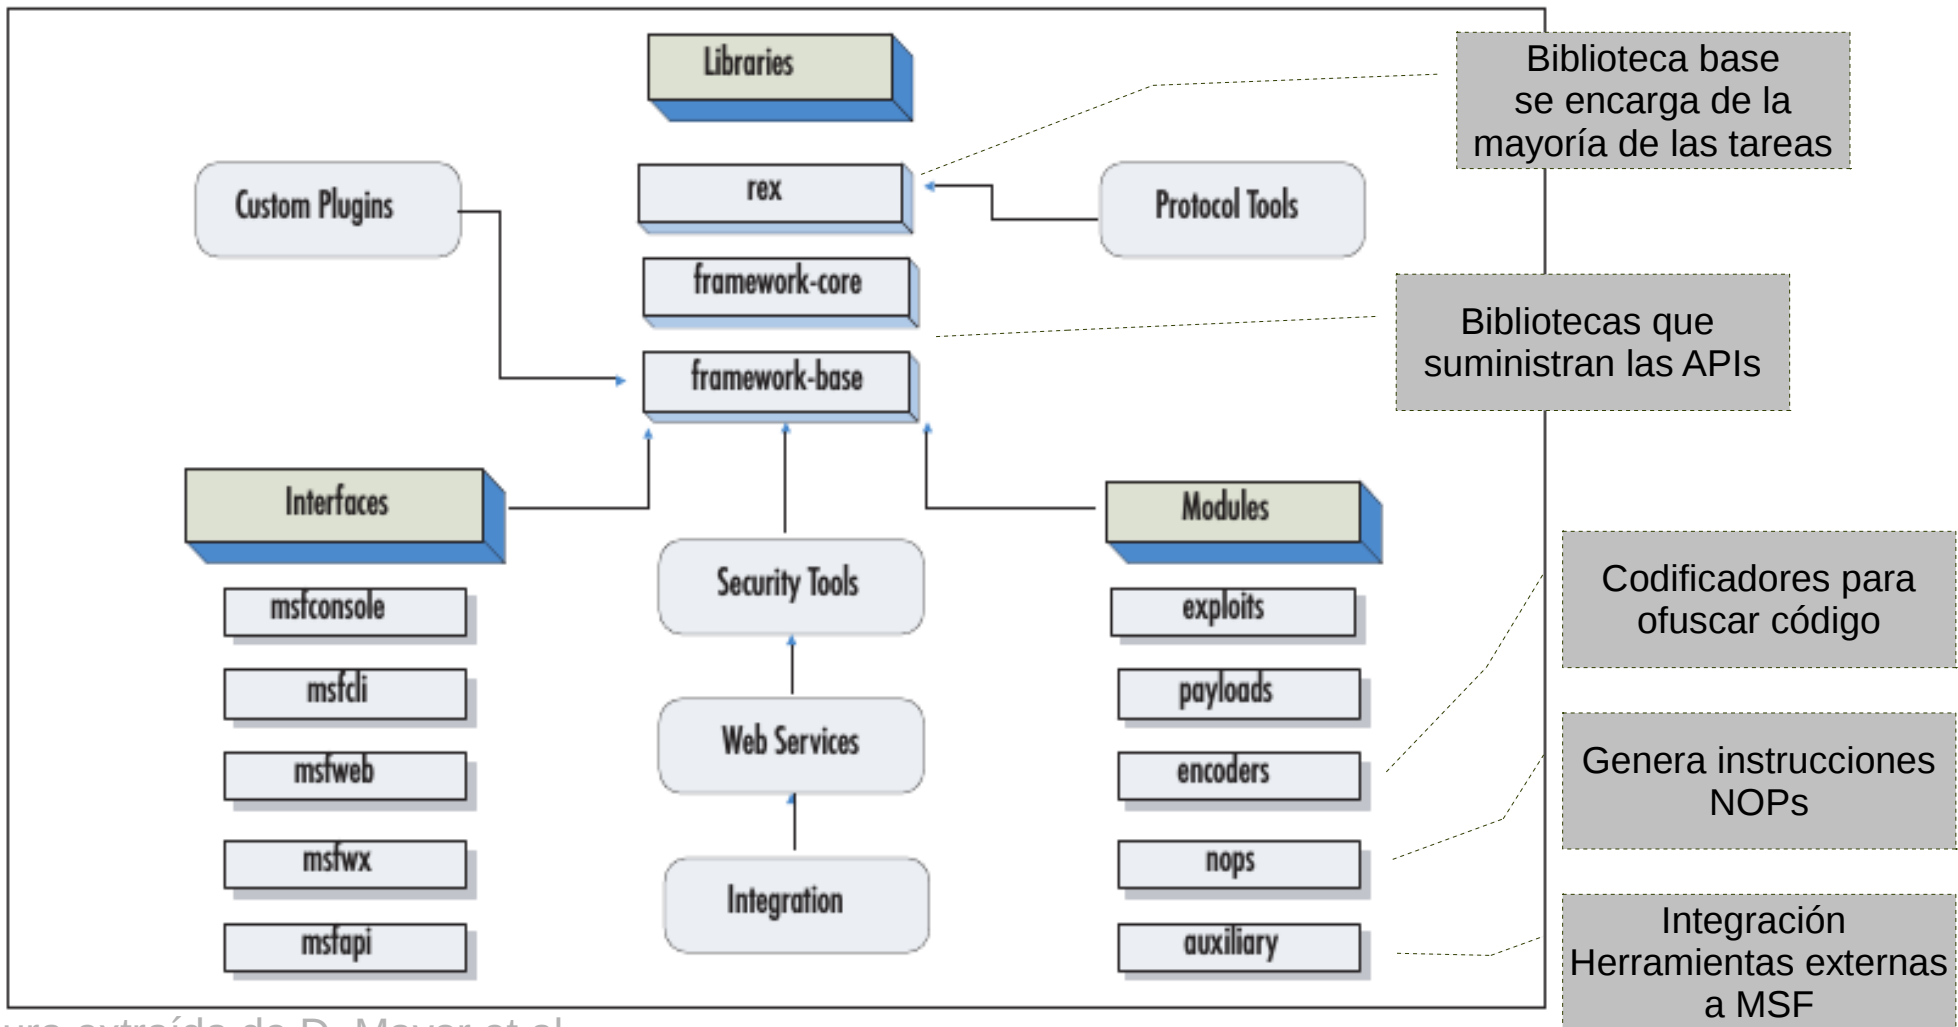 Libraries
Biblioteca base
se encarga de la
mayoría de las tareas
Custom Plugins
rex
Protocol Tools
framework-core
Bibliotecas que
suministran las APIs
framework-base
Interfaces
Modules
msfconsole
Security Tools
exploits
Codificadores para
ofuscar código
msfcli
payloads
msfweb
Web Services
encoders
Genera instrucciones
NOPs
msfwx
Integration
nops
msfapi
auxiliary
Integración
Herramientas externas
a MSF